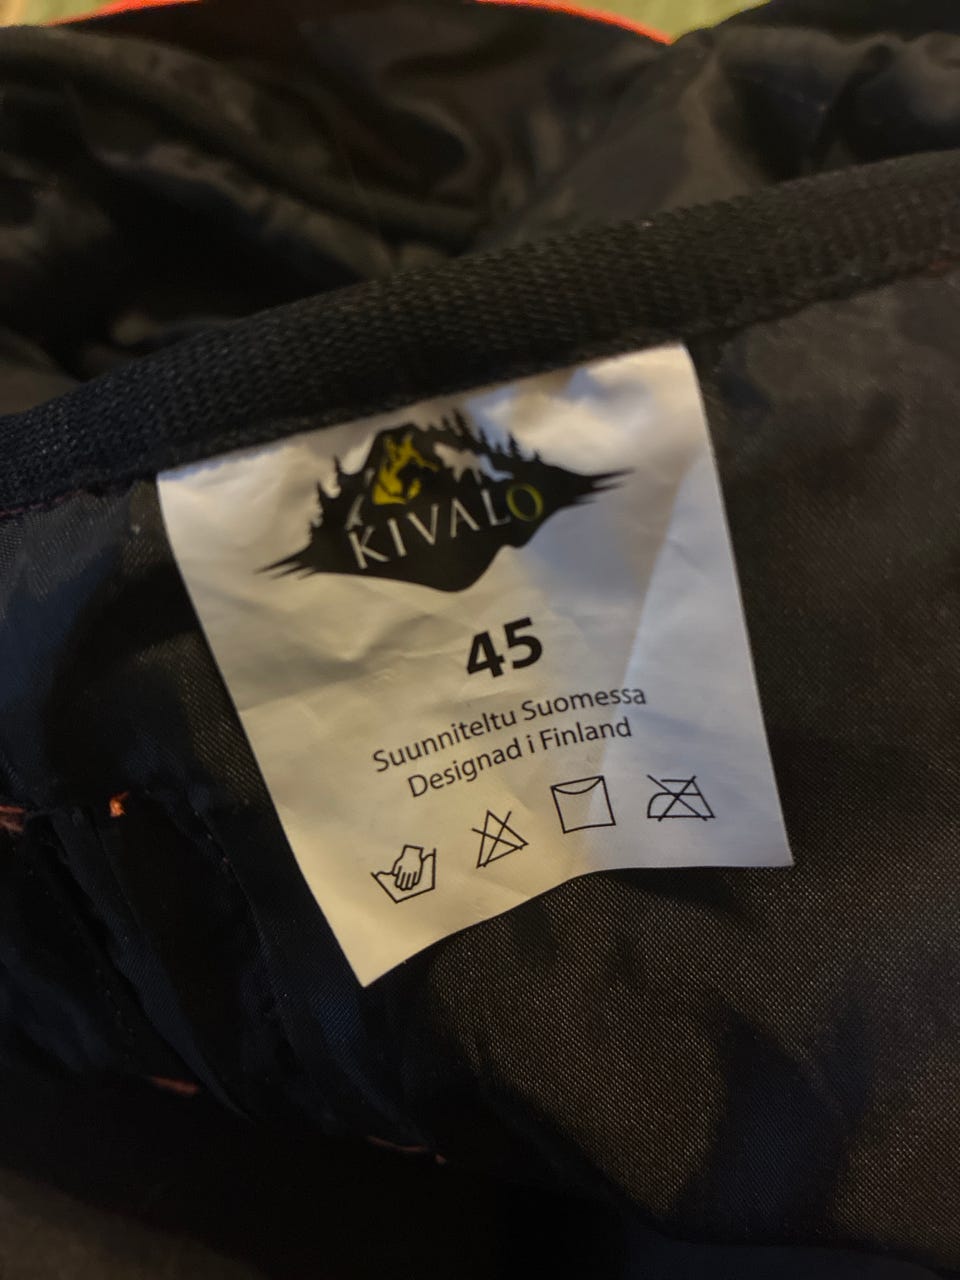 KIVALO
45
Suunniteltu Suomessa
Designad i Finland